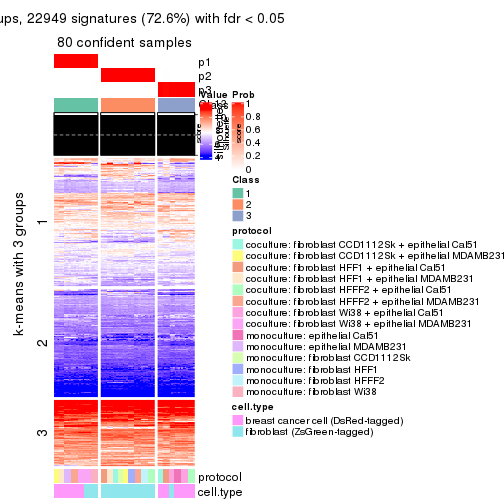 ups, 22949 signatures (72.6%) with fdr < 0.05
80 confident samples
p1
p2
p3
Class
Value
Prob
1
0.8
0.6
0.4
0.2
0
Silhouette
score
k-means with 3 groups
1
2
3
Class
1
2
3
protocol
coculture: fibroblast CCD1112Sk + epithelial Cal51
coculture: fibroblast CCD1112Sk + epithelial MDAMB231
coculture: fibroblast HFF1 + epithelial Cal51
coculture: fibroblast HFF1 + epithelial MDAMB231
coculture: fibroblast HFFF2 + epithelial Cal51
coculture: fibroblast HFFF2 + epithelial MDAMB231
coculture: fibroblast Wi38 + epithelial Cal51
coculture: fibroblast Wi38 + epithelial MDAMB231
monoculture: epithelial Cal51
monoculture: epithelial MDAMB231
monoculture: fibroblast CCD1112Sk
monoculture: fibroblast HFF1
monoculture: fibroblast HFFF2
monoculture: fibroblast Wi38
cell.type
breast cancer cell (DsRed-tagged)
fibroblast (ZsGreen-tagged)
protocol
cell.type